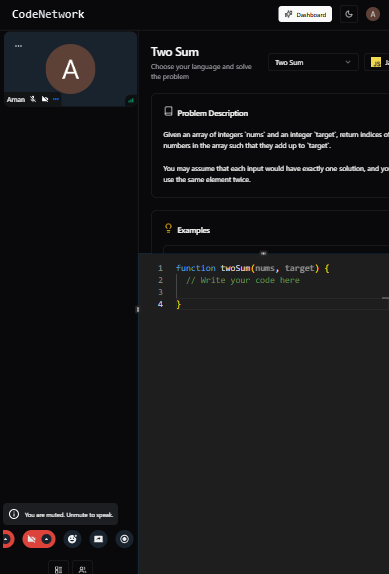 CodeNetwork
Dashboard
A
A
Aman
Two Sum
Choose your language and solve
the problem
Two Sum
Problem Description
Given an array of integers `nums` and an integer `target`, return indices of
numbers in the array such that they add up to `target`.
You may assume that each input would have exactly one solution, and
use the same element twice.
Examples
1 function twoSum(nums, target) {
2 // Write your code here
3
4 }
You are muted. Unmute to speak.